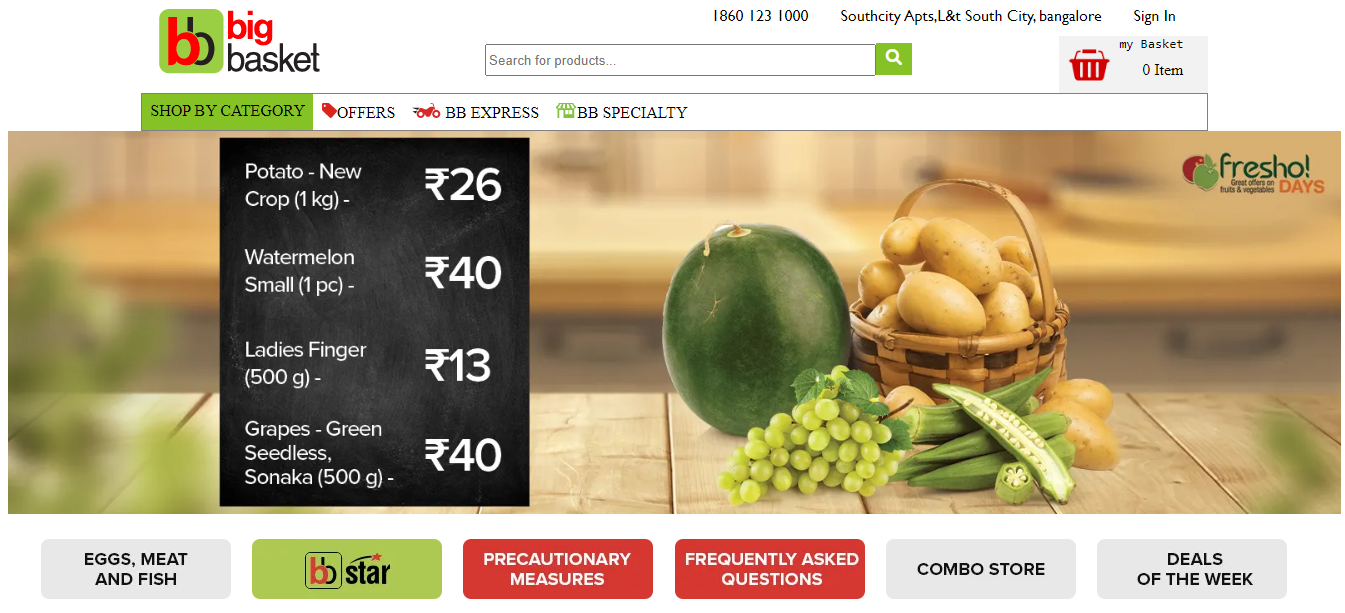 1860 123 1000 Southcity Apts,L&t South City, bangalore Sign In
bb big
basket
Search for products...
my Basket
0 Item
SHOP BY CATEGORY OFFERS BB EXPRESS BB SPECIALTY
Potato - New
Crop (1 kg) - ₹26
Watermelon
Small (1 pc) - ₹40
Ladies Finger
(500 g) - ₹13
Grapes - Green
Seedless,
Sonaka (500 g) - ₹40
fresho!
Great offers on
fruits & vegetables DAYS
EGGS, MEAT
AND FISH
bb star
PRECAUTIONARY
MEASURES
FREQUENTLY ASKED
QUESTIONS
COMBO STORE
DEALS
OF THE WEEK